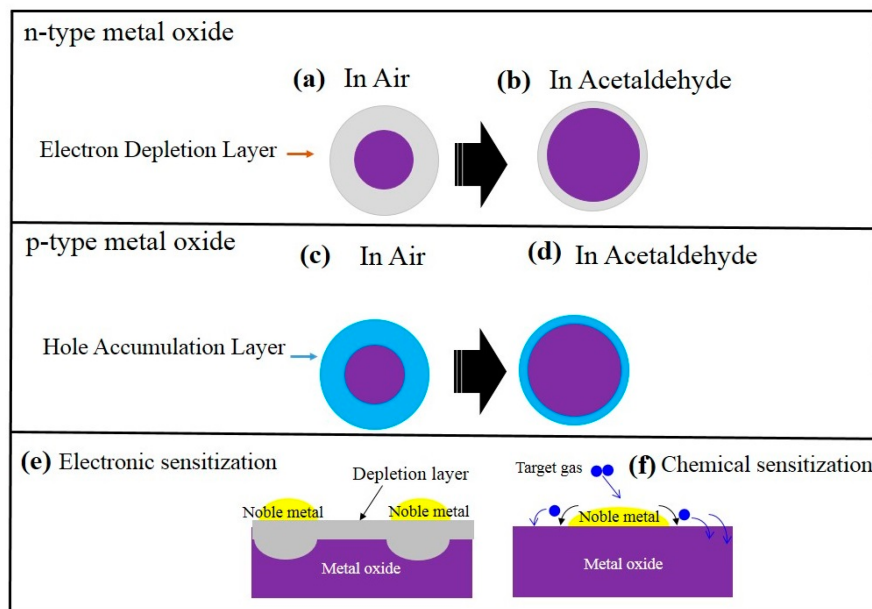 n-type metal oxide
(a) In Air
(b) In Acetaldehyde
Electron Depletion Layer
p-type metal oxide
(c) In Air
(d) In Acetaldehyde
Hole Accumulation Layer
(e) Electronic sensitization
Depletion layer
Noble metal
Noble metal
Metal oxide
(f) Chemical sensitization
Target gas
Noble metal
Metal oxide